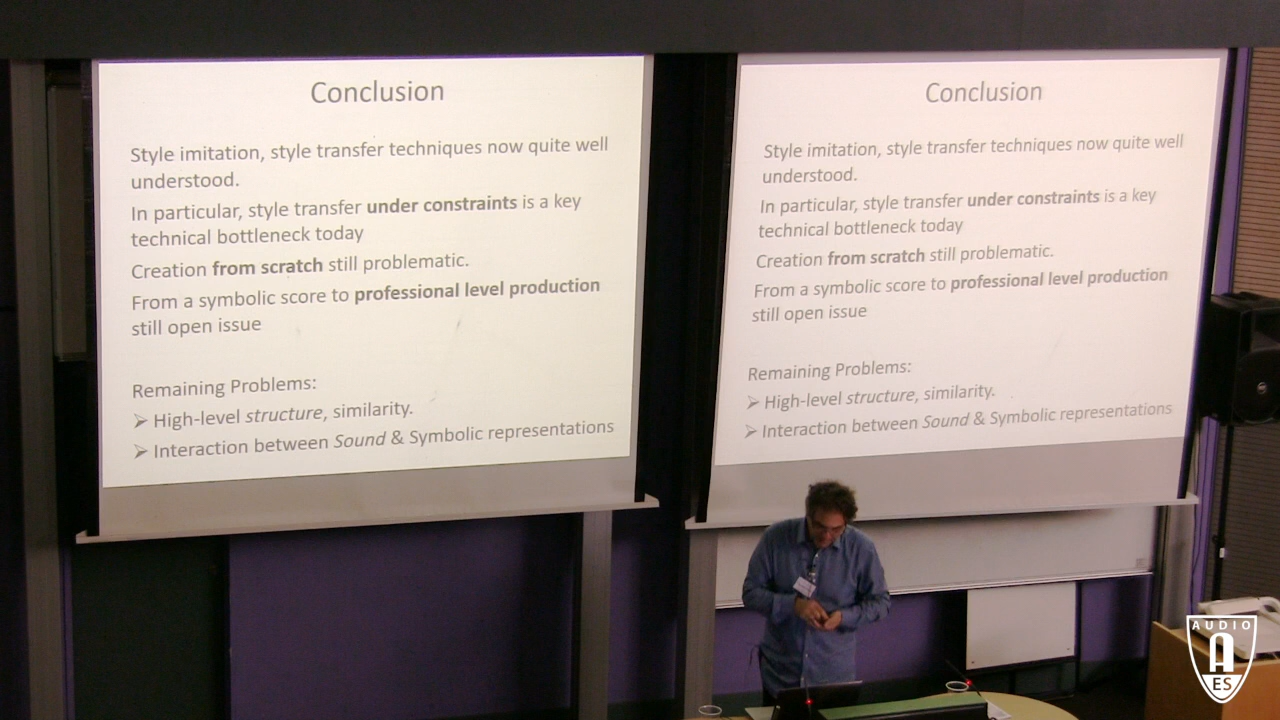 Conclusion
Style imitation, style transfer techniques now quite well
understood.
In particular, style transfer under constraints is a key
technical bottleneck today
Creation from scratch still problematic.
From a symbolic score to professional level production
still open issue
Remaining Problems:
➢ High-level structure, similarity.
➢ Interaction between Sound & Symbolic representations
Conclusion
Style imitation, style transfer techniques now quite well
understood.
In particular, style transfer under constraints is a key
technical bottleneck today
Creation from scratch still problematic.
From a symbolic score to professional level production
still open issue
Remaining Problems:
➢ High-level structure, similarity.
➢ Interaction between Sound & Symbolic representations
AUDIO
A
ES